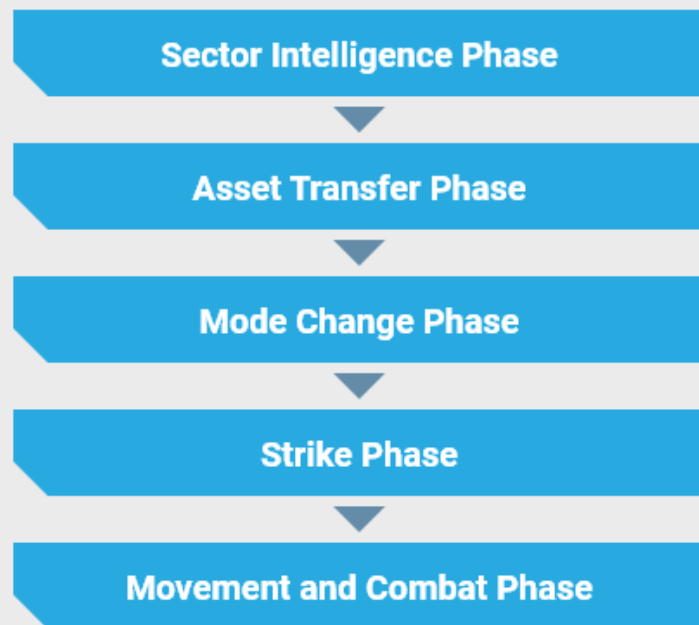 Sector Intelligence Phase
Asset Transfer Phase
Mode Change Phase
Strike Phase
Movement and Combat Phase